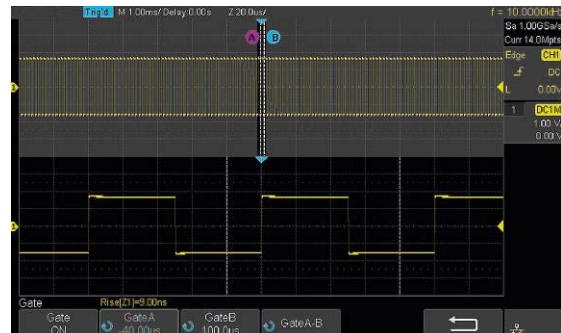 Trig'd M 1.00ms/ Delay:0.00s Z 20.0us/ f = 10.0000kHz
Sa 1.00GSa/s
Curr 14.0Mpts
Edge CH1
DC
L 0.00V
A B
1 DC1M
1.00 V/
0.00 V
Gate Rise[Z1]=9.00ns
Gate GateA GateB GateA-B
ON -40.00us 100.0us